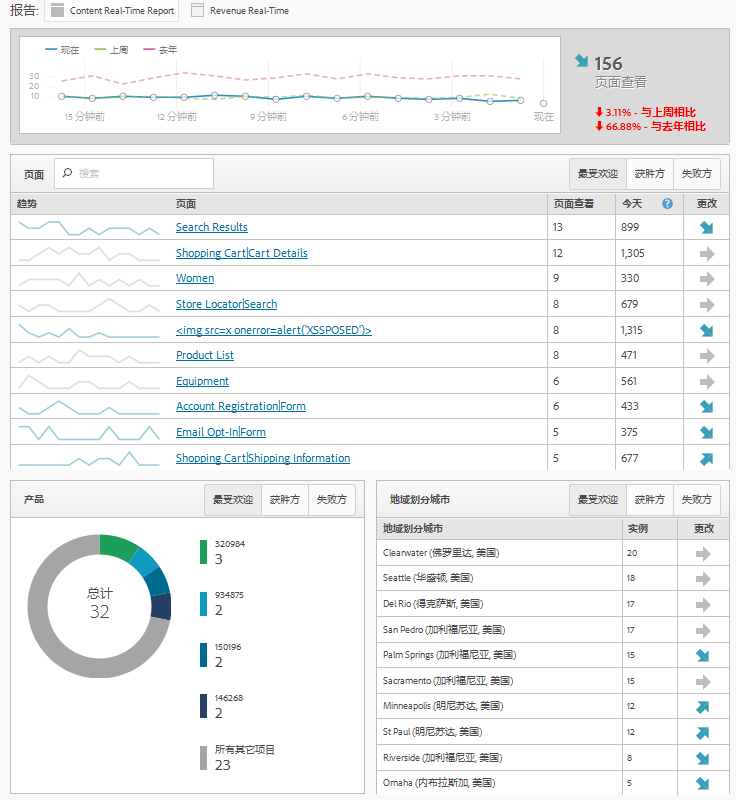 报告: Content Real-Time Report Revenue Real-Time
现在 上周 去年
30
20
10
15 分钟前 12 分钟前 9 分钟前 6 分钟前 3 分钟前 现在
156
页面查看
3.11% - 与上周相比
66.88% - 与去年相比
页面 搜索 最受欢迎 获胜方 失败方
趋势 页面 页面查看 今天 ? 更改
Search Results 13 899
Shopping Cart|Cart Details 12 1,305
Women 9 330
Store Locator|Search 8 679
<img src=x onerror=alert('XSSPOSED')> 8 1,315
Product List 8 471
Equipment 6 561
Account Registration|Form 6 433
Email Opt-In|Form 5 375
Shopping Cart|Shipping Information 5 677
产品 最受欢迎 获胜方 失败方
总计
32
320984
3
934875
2
150196
2
146268
2
所有其它项目
23
地域划分城市 最受欢迎 获胜方 失败方
地域划分城市 实例 更改
Clearwater (佛罗里达, 美国) 20
Seattle (华盛顿, 美国) 18
Del Rio (得克萨斯, 美国) 17
San Pedro (加利福尼亚, 美国) 17
Palm Springs (加利福尼亚, 美国) 15
Sacramento (加利福尼亚, 美国) 15
Minneapolis (明尼苏达, 美国) 12
St Paul (明尼苏达, 美国) 12
Riverside (加利福尼亚, 美国) 8
Omaha (内布拉斯加, 美国) 5